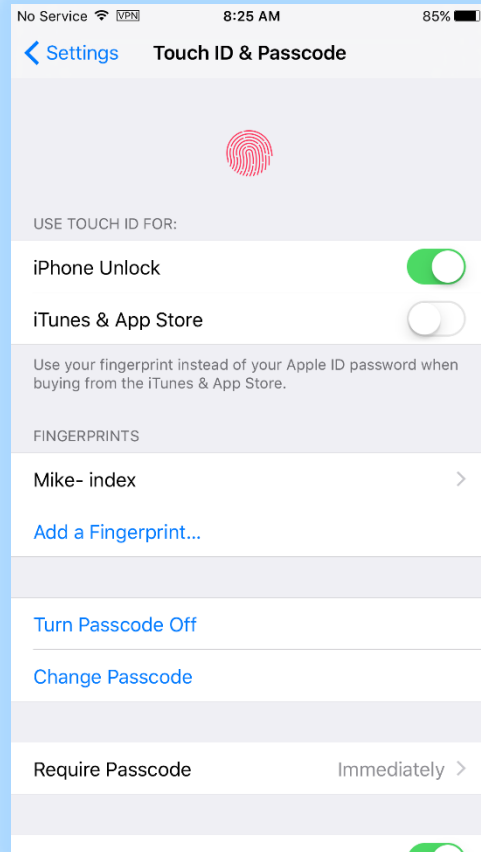 No Service VPN 8:25 AM 85%
Settings Touch ID & Passcode
USE TOUCH ID FOR:
iPhone Unlock
iTunes & App Store
Use your fingerprint instead of your Apple ID password when
buying from the iTunes & App Store.
FINGERPRINTS
Mike- index
Add a Fingerprint...
Turn Passcode Off
Change Passcode
Require Passcode Immediately